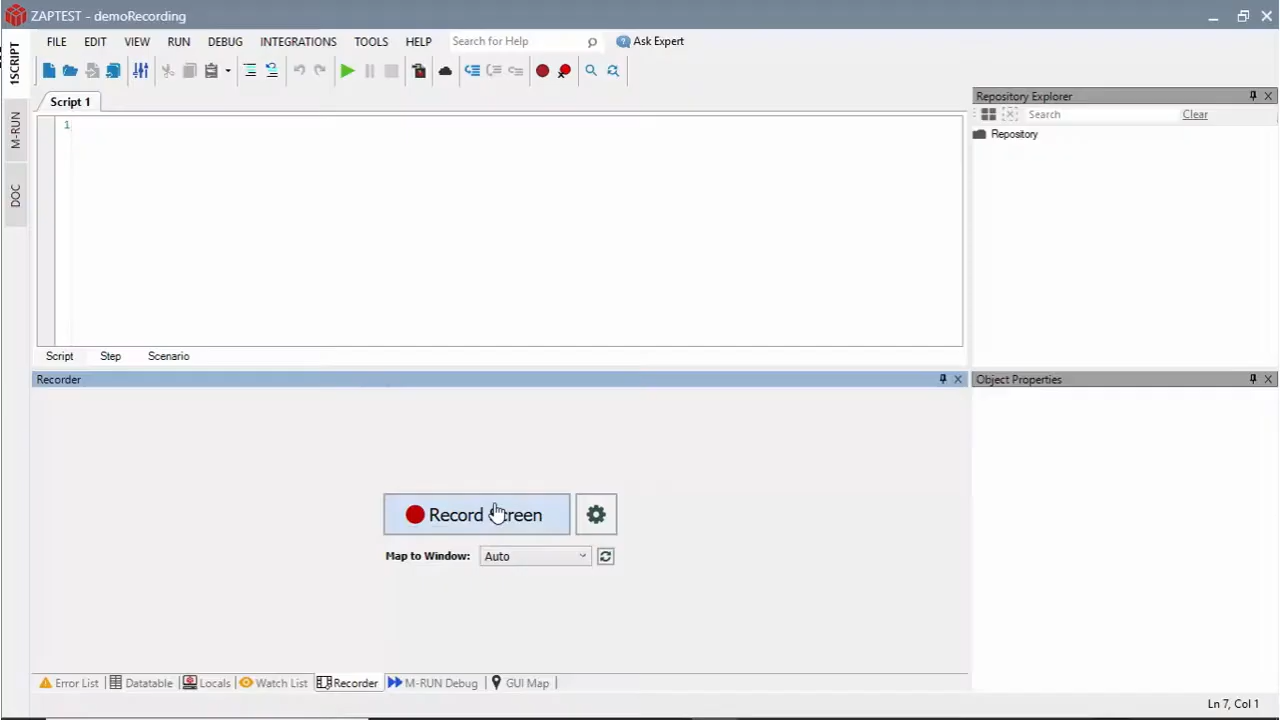 ZAPTEST - demoRecording
FILE EDIT VIEW RUN DEBUG INTEGRATIONS TOOLS HELP Search for Help Ask Expert
1SCRIPT
M-RUN
DOC
Script 1
1
Script Step Scenario
Repository Explorer
Search Clear
Repository
Recorder
Record Screen
Map to Window: Auto
Object Properties
Error List Datatable Locals Watch List Recorder M-RUN Debug GUI Map
Ln 7, Col 1